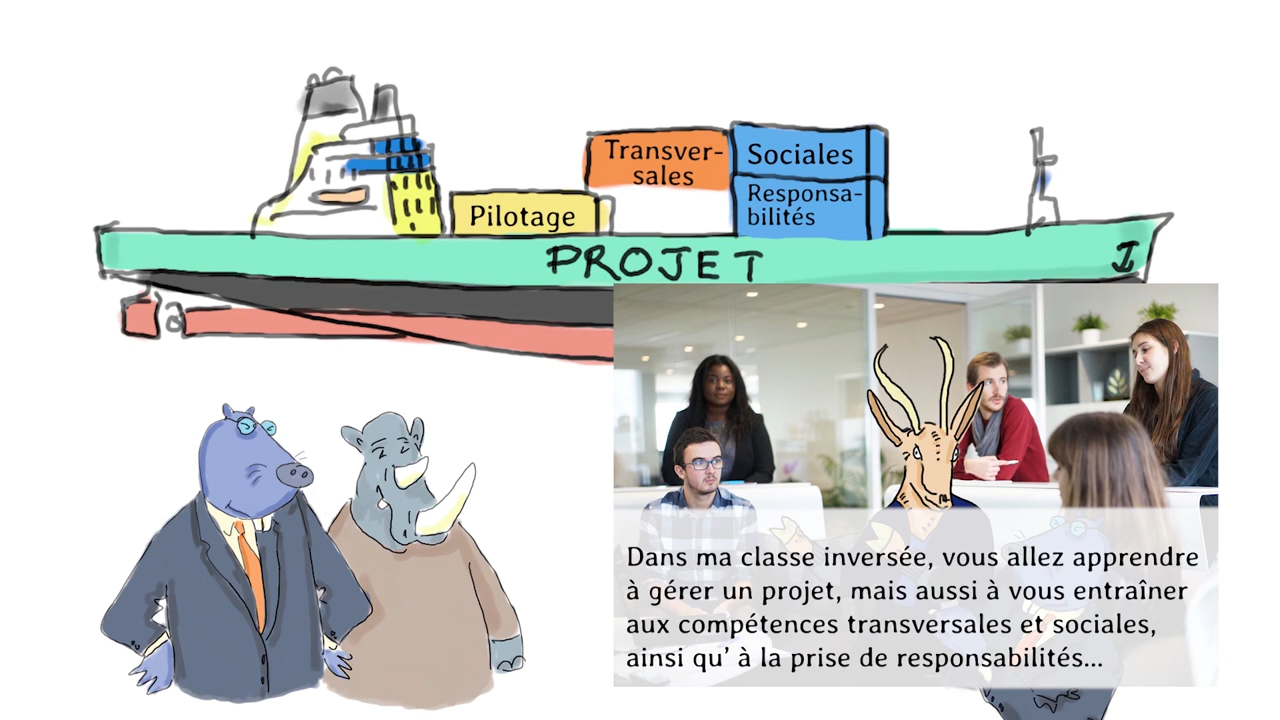 Transver-
sales
Sociales
Responsa-
bilités
Pilotage
PROJET
Dans ma classe inversée, vous allez apprendre
à gérer un projet, mais aussi à vous entraîner
aux compétences transversales et sociales,
ainsi qu’ à la prise de responsabilités...